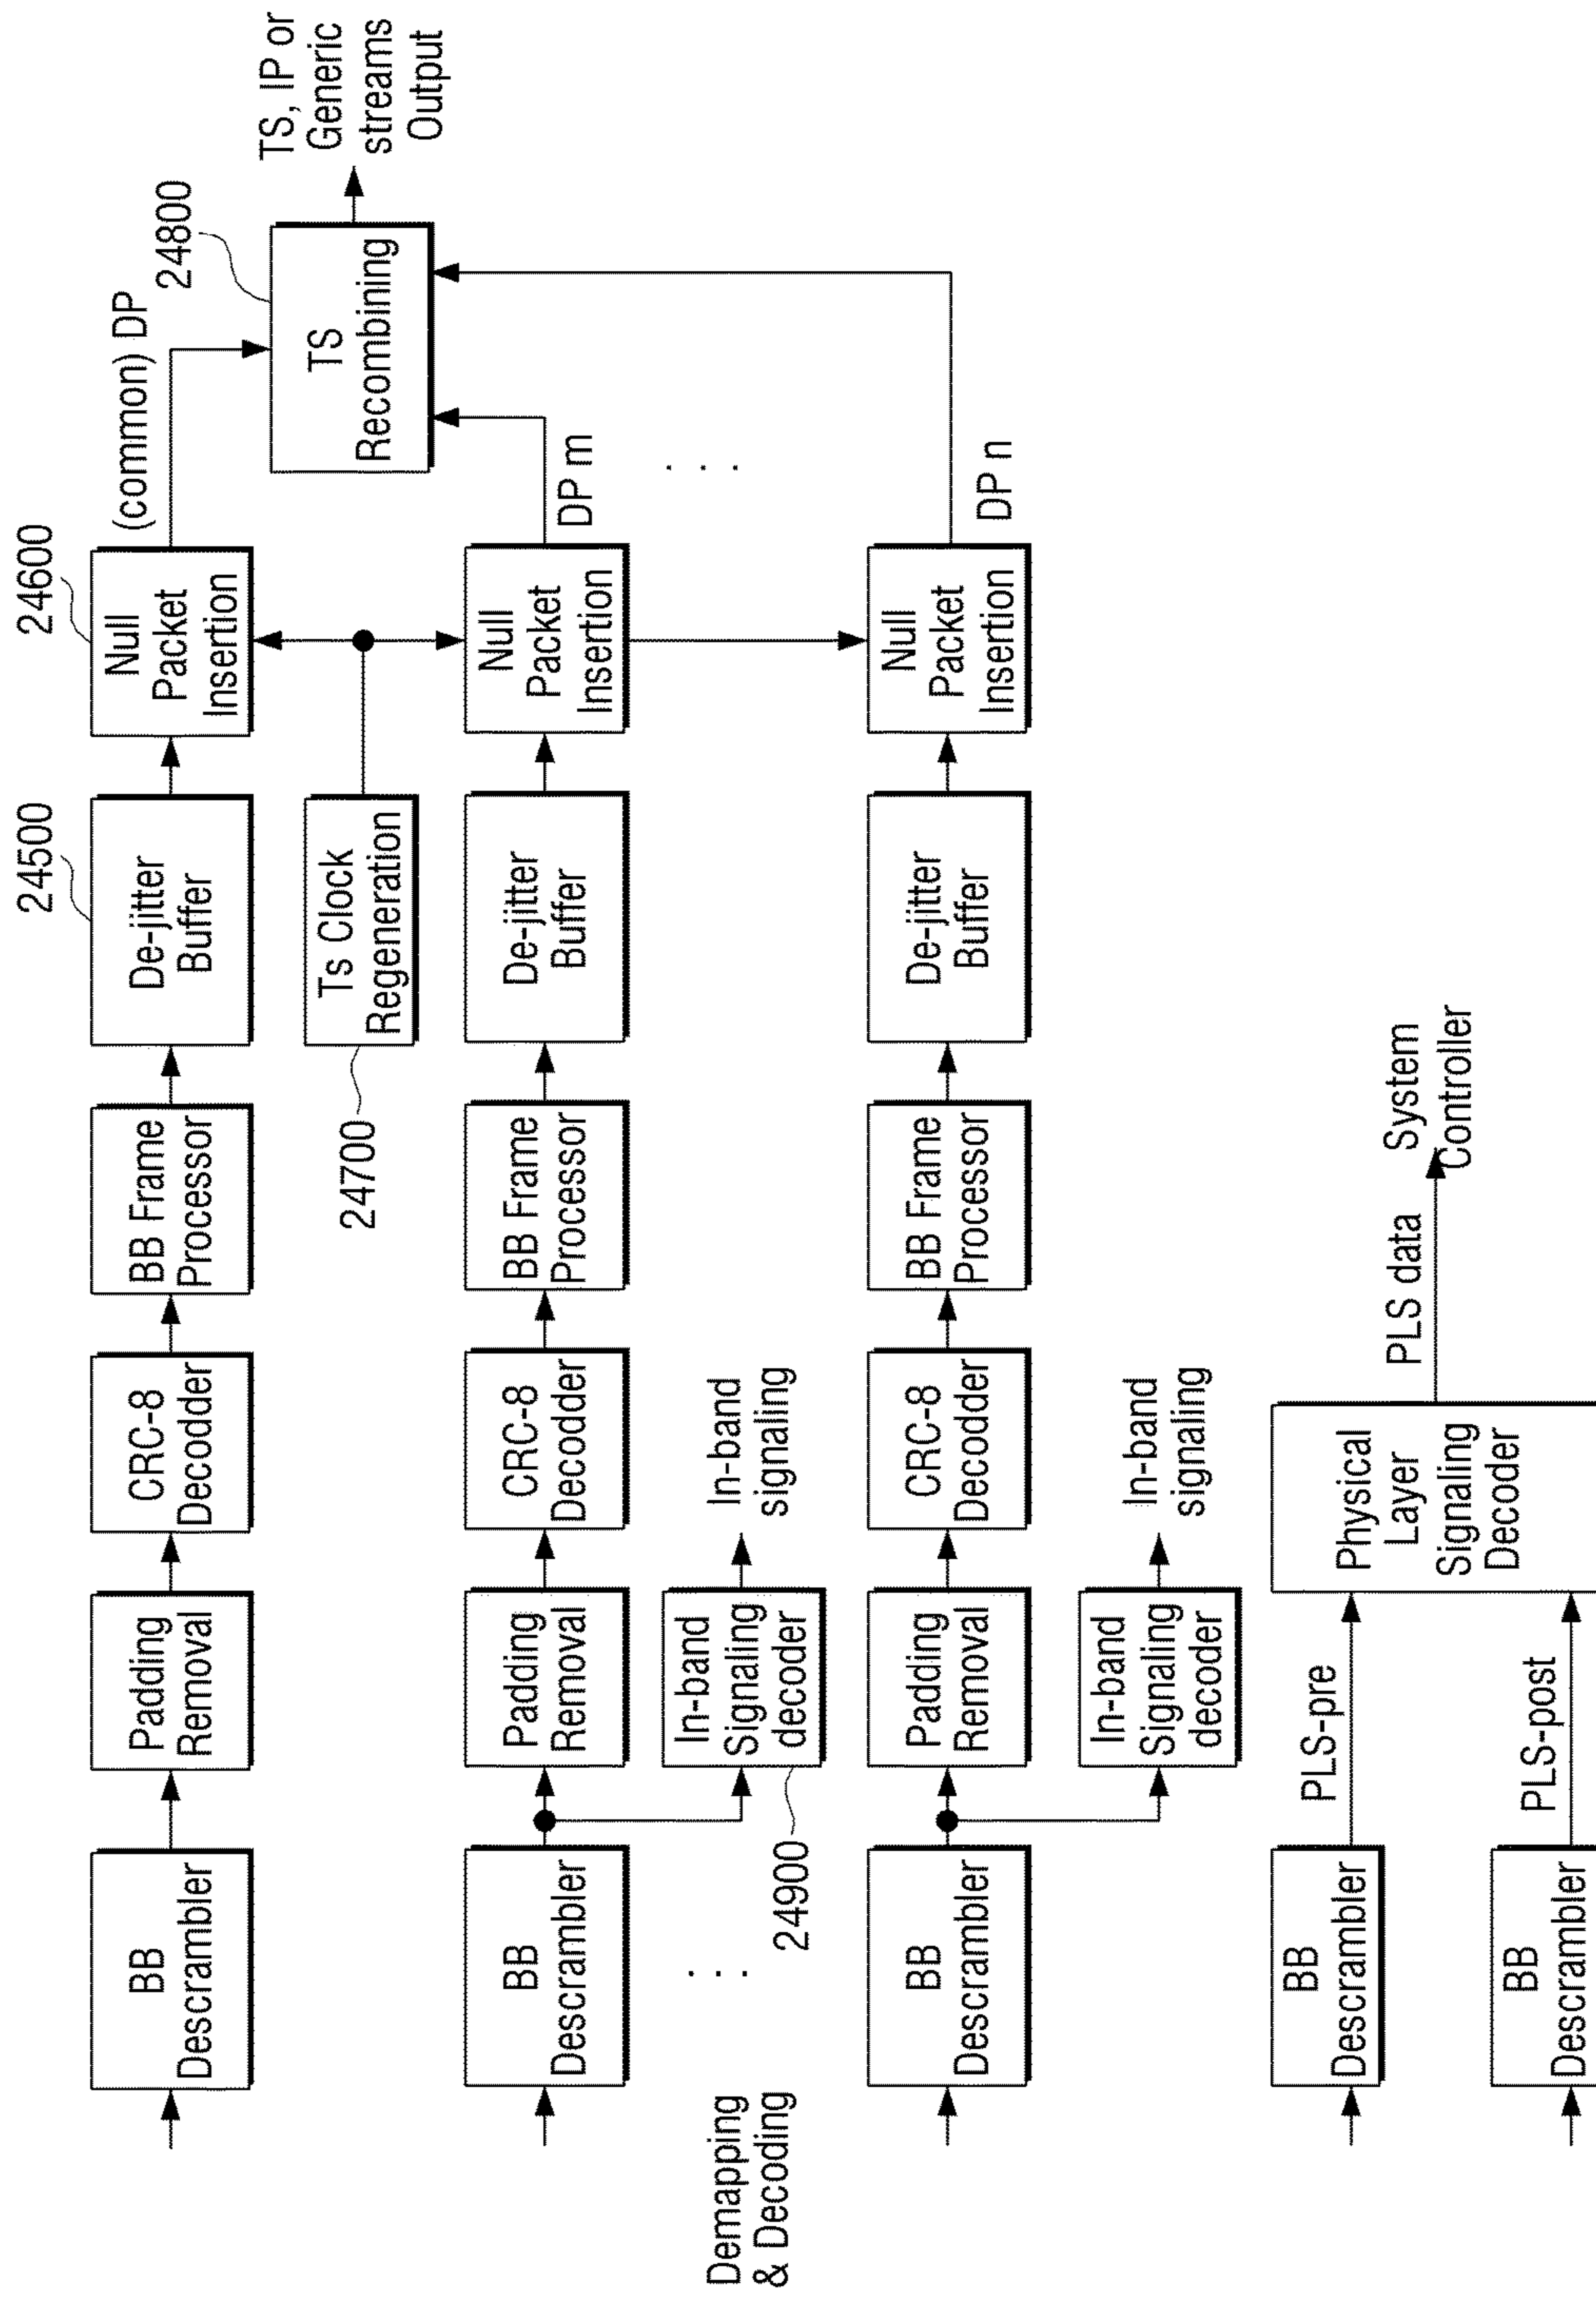 24500
24600
BB
Descrambler
Padding
Removal
CRC-8
Decodder
BB Frame
Processor
De-jitter
Buffer
Null
Packet
Insertion
(common) DP
24800
TS, IP or
Generic
streams
Output
24700
Ts Clock
Regeneration
TS
Recombining
BB
Descrambler
Padding
Removal
CRC-8
Decodder
BB Frame
Processor
De-jitter
Buffer
Null
Packet
Insertion
DP m
Demapping
& Decoding
. . .
24900
In-band
Signaling
decoder
In-band
signaling
. . .
BB
Descrambler
Padding
Removal
CRC-8
Decodder
BB Frame
Processor
De-jitter
Buffer
Null
Packet
Insertion
DP n
In-band
Signaling
decoder
In-band
signaling
BB
Descrambler
PLS-pre
Physical
Layer
Signaling
Decoder
PLS data
System
Controller
BB
Descrambler
PLS-post